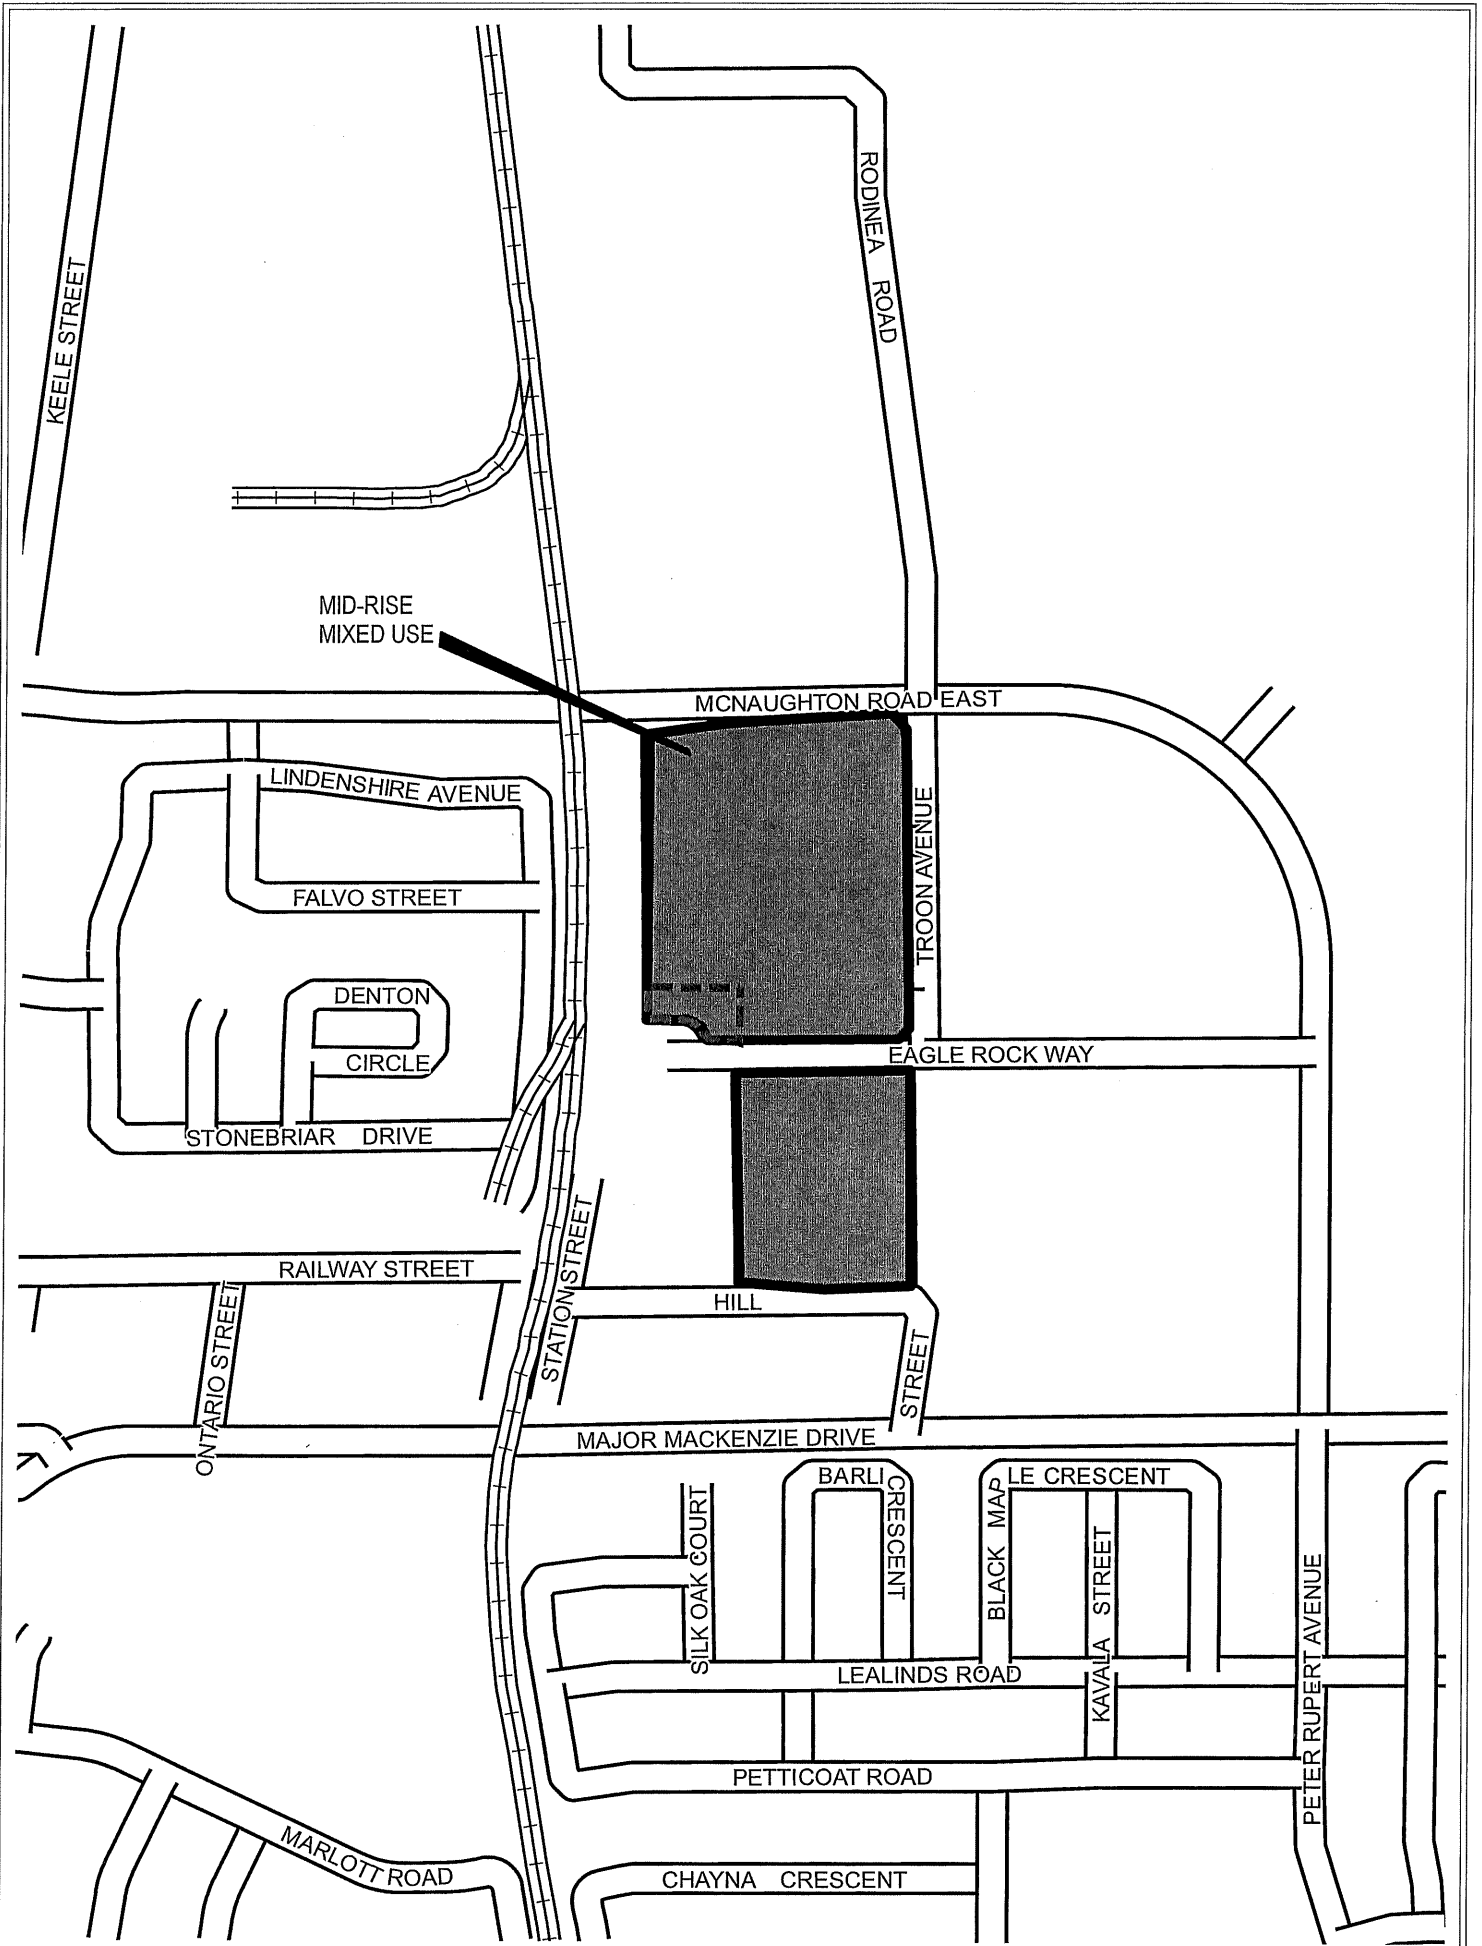 RODINEA ROAD
KEELE STREET
MID-RISE
MIXED USE
MCNAUGHTON ROAD EAST
LINDENSHIRE AVENUE
TROON AVENUE
FALVO STREET
DENTON
CIRCLE
EAGLE ROCK WAY
STONEBRIAR DRIVE
STATION STREET
RAILWAY STREET
HILL
STREET
ONTARIO STREET
MAJOR MACKENZIE DRIVE
BARLI
CRESCENT
BLACK MAP
LE CRESCENT
SILK OAK COURT
KAVALA STREET
PETER RUPERT AVENUE
LEALINDS ROAD
PETTICOAT ROAD
MARLOTT ROAD
CHAYNA CRESCENT